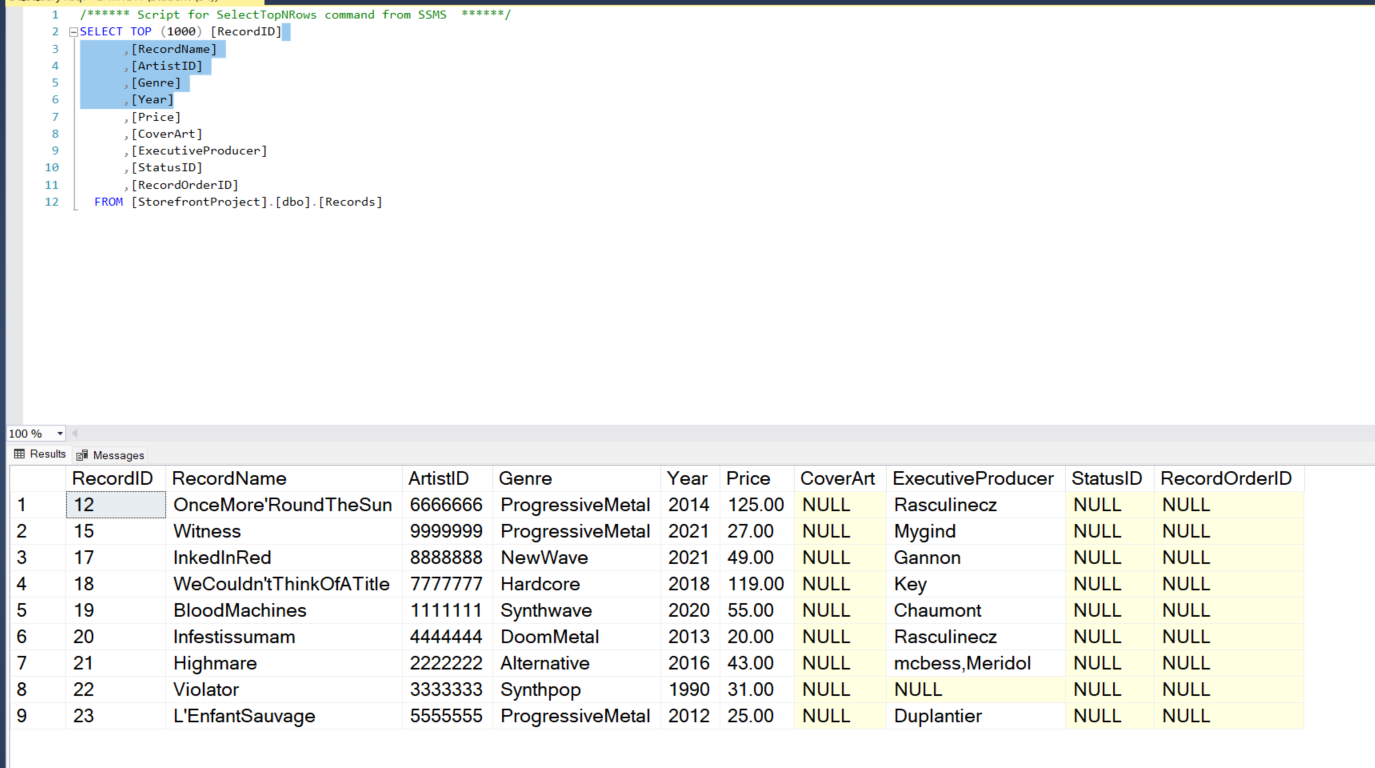 /****** Script for SelectTopNRows command from SSMS  ******/
SELECT TOP (1000) [RecordID]
,[RecordName]
,[ArtistID]
,[Genre]
,[Year]
,[Price]
,[CoverArt]
,[ExecutiveProducer]
,[StatusID]
,[RecordOrderID]
FROM [StorefrontProject].[dbo].[Records]
1
2
3
4
5
6
7
8
9
10
11
12
100 %
Results Messages
RecordID RecordName ArtistID Genre Year Price CoverArt ExecutiveProducer StatusID RecordOrderID
1 12 OnceMore'RoundTheSun 6666666 ProgressiveMetal 2014 125.00 NULL Rasculinecz NULL NULL
2 15 Witness 9999999 ProgressiveMetal 2021 27.00 NULL Mygind NULL NULL
3 17 InkedInRed 8888888 NewWave 2021 49.00 NULL Gannon NULL NULL
4 18 WeCouldn'tThinkOfATitle 7777777 Hardcore 2018 119.00 NULL Key NULL NULL
5 19 BloodMachines 1111111 Synthwave 2020 55.00 NULL Chaumont NULL NULL
6 20 Infestissumam 4444444 DoomMetal 2013 20.00 NULL Rasculinecz NULL NULL
7 21 Highmare 2222222 Alternative 2016 43.00 NULL mcbess,Meridol NULL NULL
8 22 Violator 3333333 Synthpop 1990 31.00 NULL NULL NULL NULL
9 23 L'EnfantSauvage 5555555 ProgressiveMetal 2012 25.00 NULL Duplantier NULL NULL